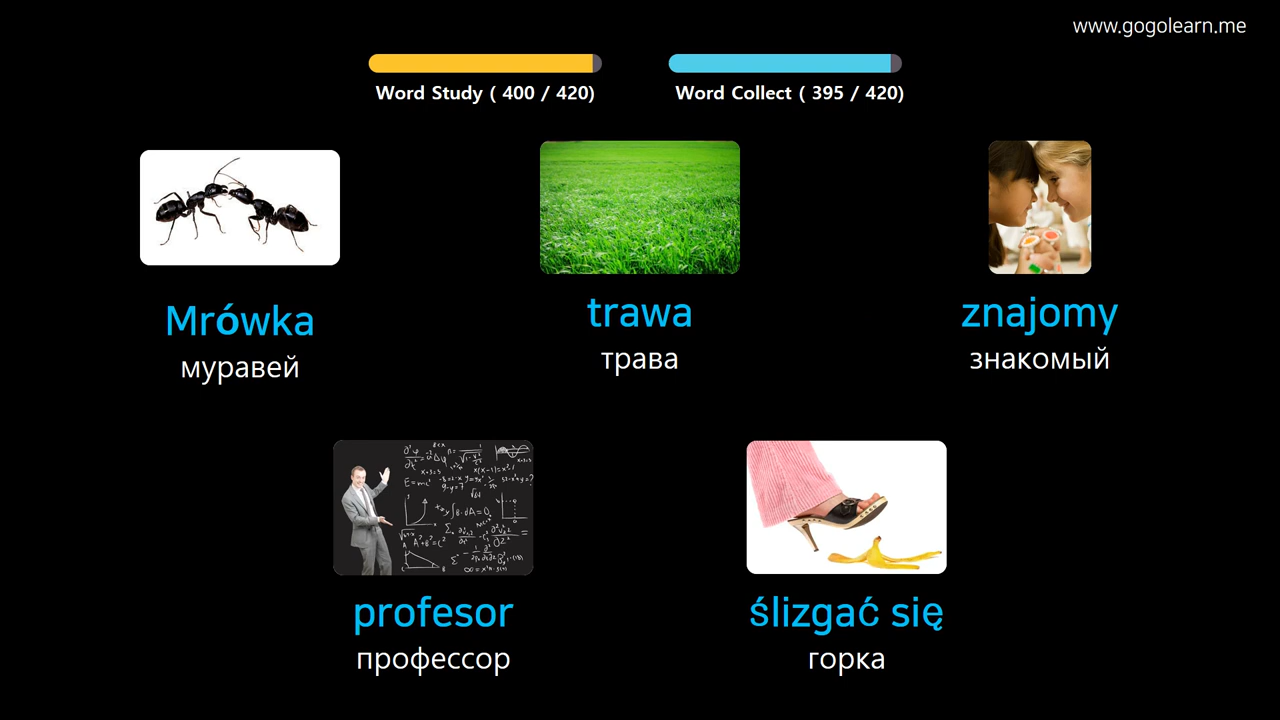 www.gogolearn.me
Word Study ( 400 / 420)
Word Collect ( 395 / 420)
Mrówka
муравей
trawa
трава
znajomy
знакомый
profesor
профессор
ślizgać się
горка